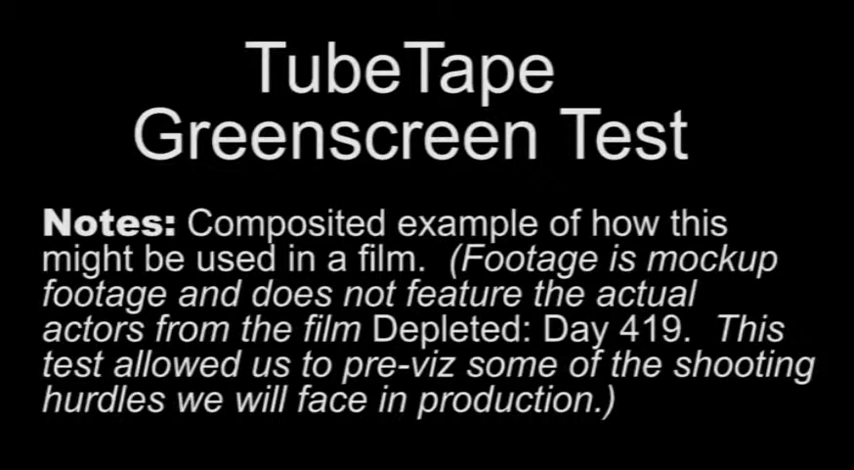 TubeTape
Greenscreen Test
Notes: Composited example of how this
might be used in a film. (Footage is mockup
footage and does not feature the actual
actors from the film Depleted: Day 419. This
test allowed us to pre-viz some of the shooting
hurdles we will face in production.)